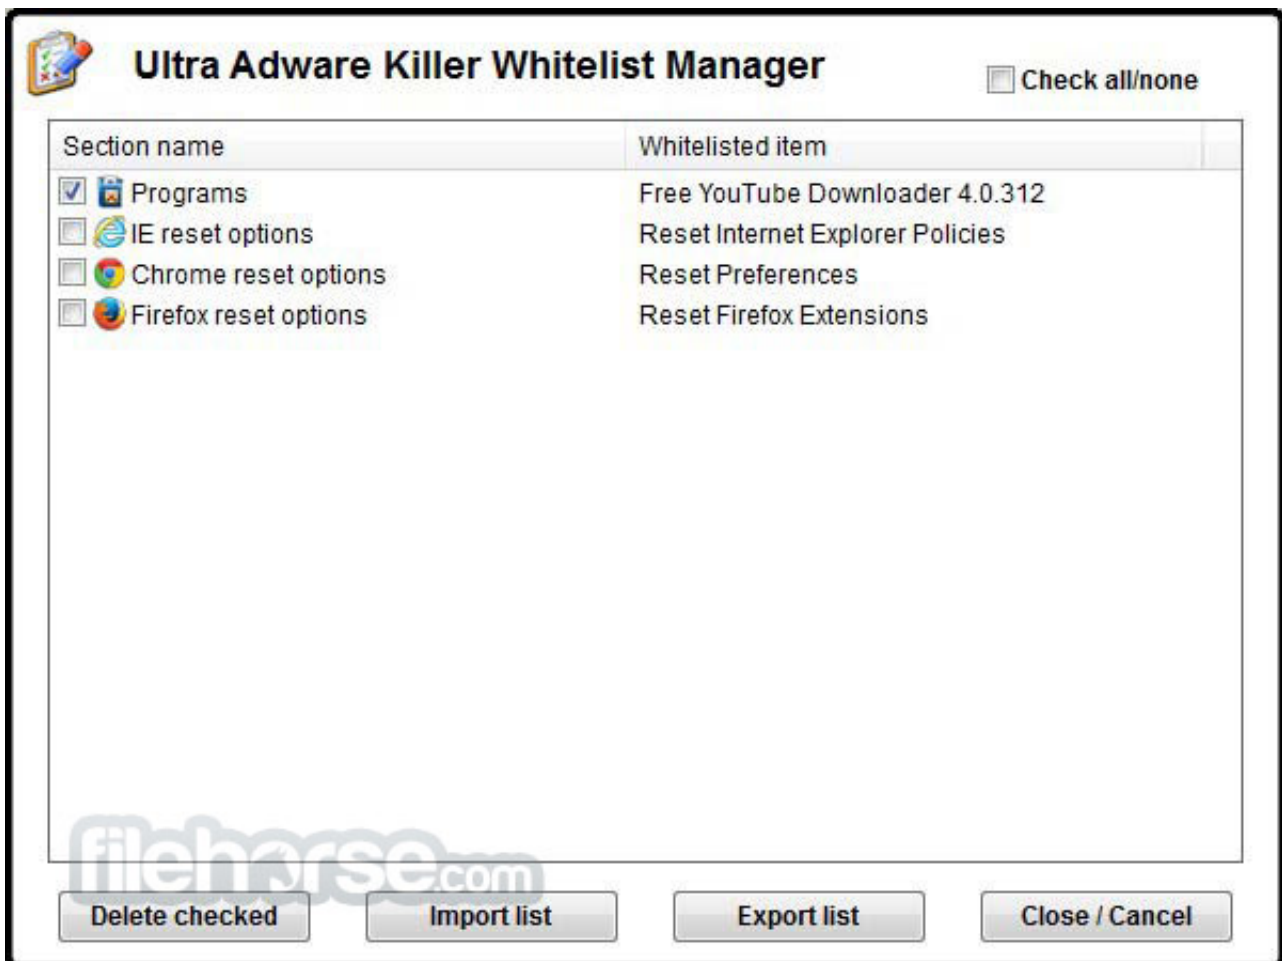 Ultra Adware Killer Whitelist Manager
Check all/none
Section name Whitelisted item
Programs Free YouTube Downloader 4.0.312
IE reset options Reset Internet Explorer Policies
Chrome reset options Reset Preferences
Firefox reset options Reset Firefox Extensions
filehorse.com
Delete checked Import list Export list Close / Cancel